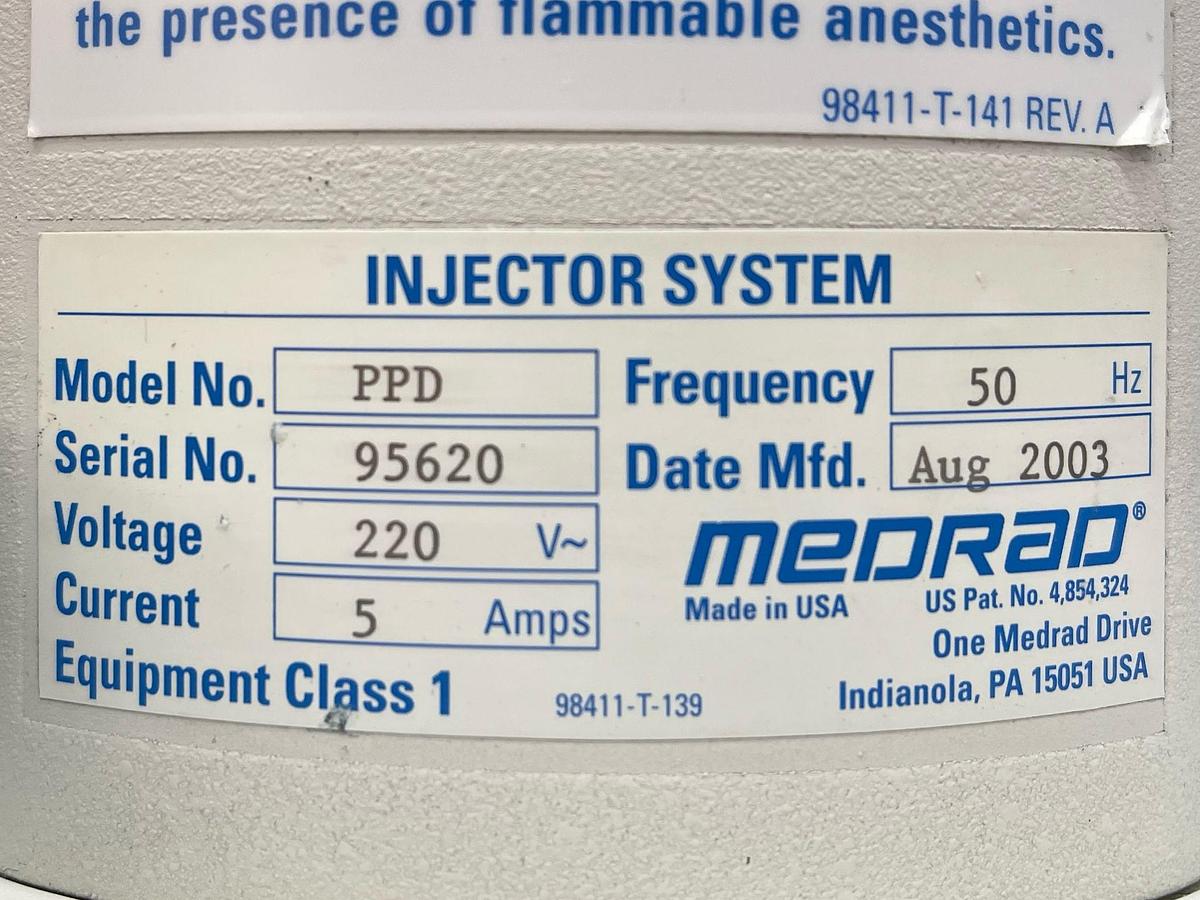 the presence of flammable anesthetics.
98411-T-141 REV. A
INJECTOR SYSTEM
Model No. PPD Frequency 50 Hz
Serial No. 95620 Date Mfd. Aug 2003
Voltage 220 V~
MEDRAD®
Current 5 Amps
Made in USA US Pat. No. 4,854,324
One Medrad Drive
Equipment Class 1 98411-T-139 Indianola, PA 15051 USA